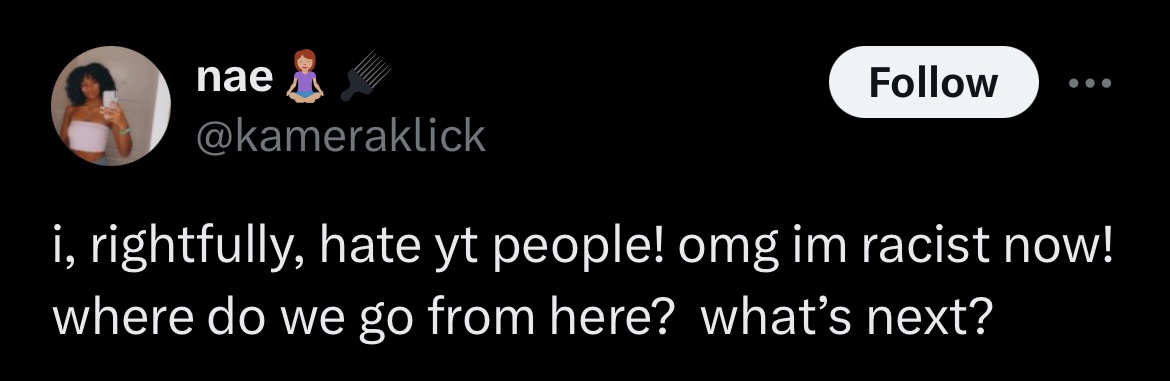 nae 🧘🏻‍♀️ 🪮
Follow
@kameraklick
i, rightfully, hate yt people! omg im racist now!
where do we go from here?  what’s next?